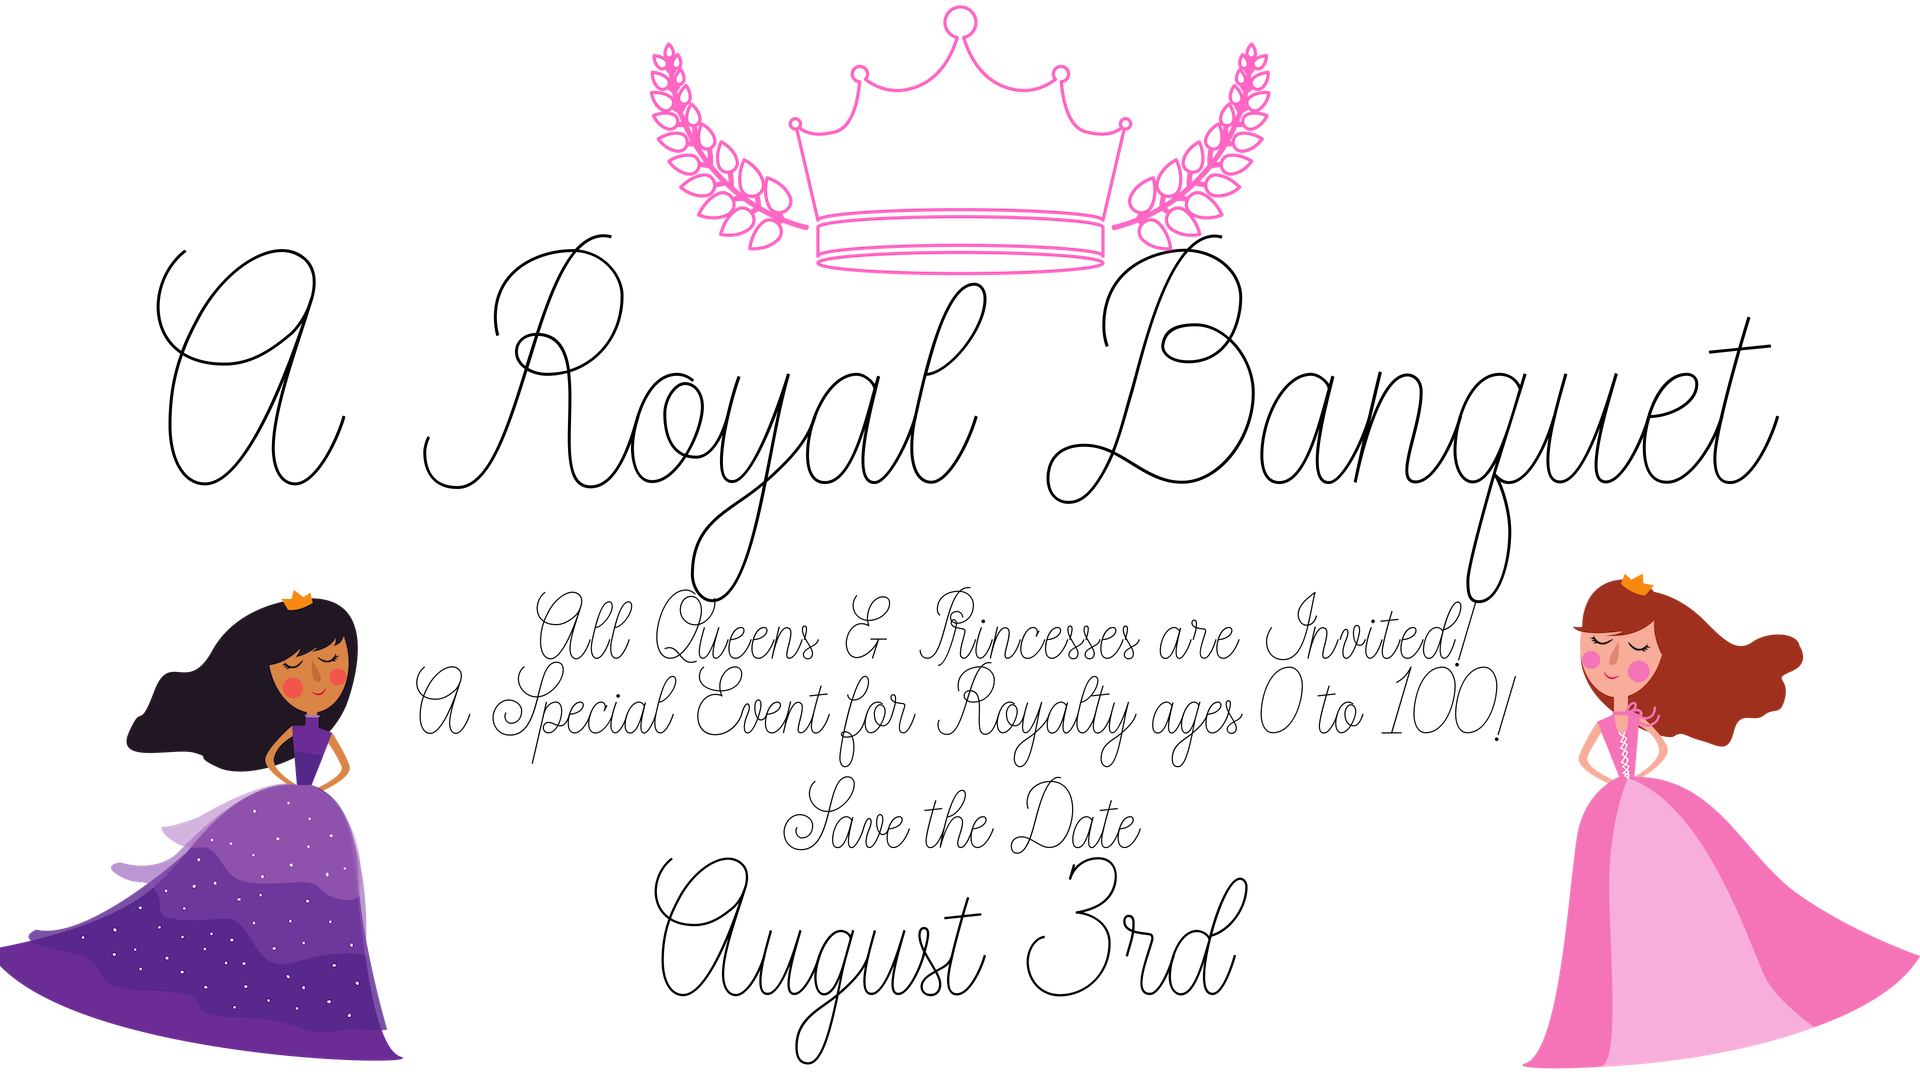 A Royal Banquet
All Queens & Princesses are Invited!
A Special Event for Royalty ages 0 to 100!
Save the Date
August 3rd